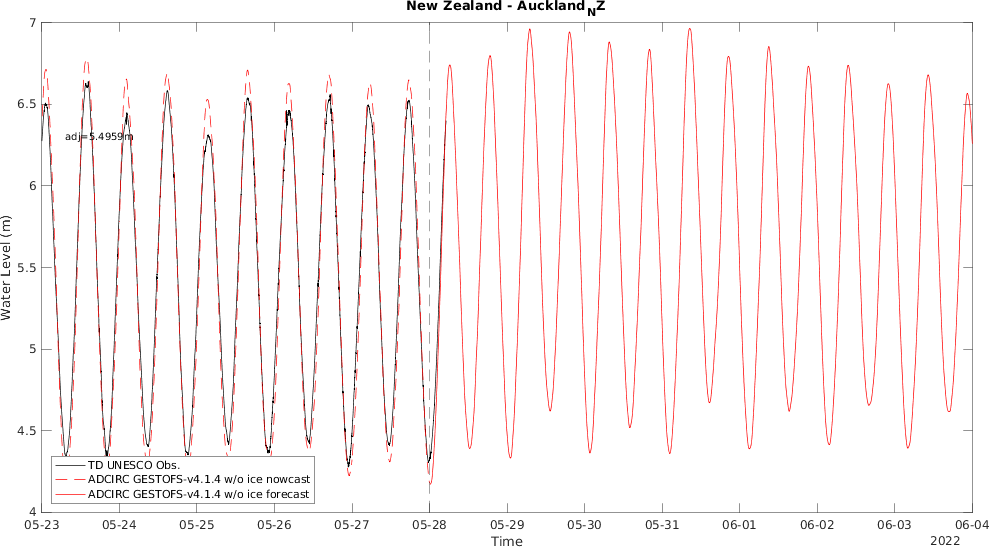 New Zealand - Auckland_NZ
7
6.5
adj=5.4959m
6
5.5
5
4.5
4
Water Level (m)
TD UNESCO Obs.
ADCIRC GESTOFS-v4.1.4 w/o ice nowcast
ADCIRC GESTOFS-v4.1.4 w/o ice forecast
05-23 05-24 05-25 05-26 05-27 05-28 05-29 05-30 05-31 06-01 06-02 06-03 06-04
Time
2022